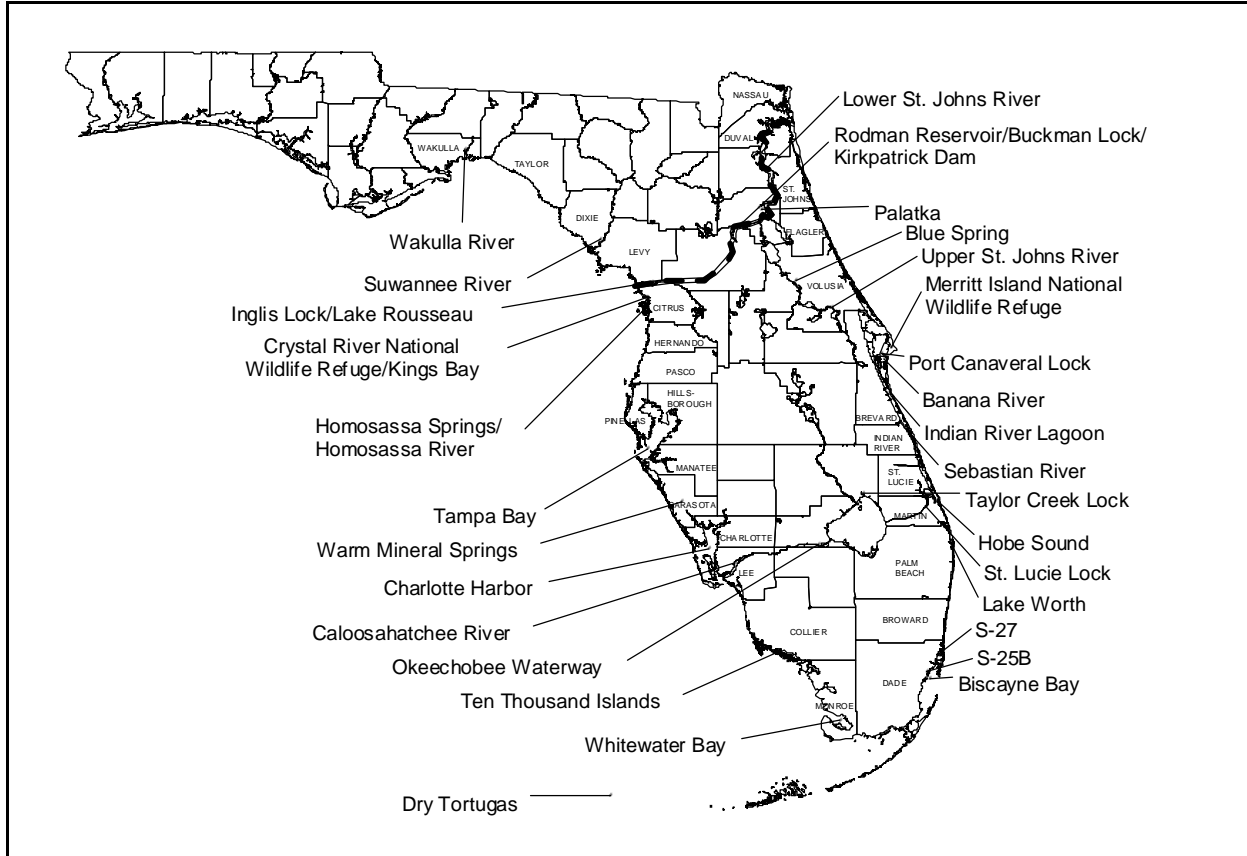 NASSAU
Lower St. Johns River
DUVAL
Rodman Reservoir/Buckman Lock/
Kirkpatrick Dam
WAKULLA
TAYLOR
ST.
JOHNS
Palatka
DIXIE
FLAGLER
Blue Spring
Wakulla River
LEVY
Upper St. Johns River
Suwannee River
VOLUSIA
Merritt Island National
Wildlife Refuge
Inglis Lock/Lake Rousseau
CITRUS
Crystal River National
Wildlife Refuge/Kings Bay
HERNANDO
Port Canaveral Lock
PASCO
Banana River
HILLS-
BOROUGH
Homosassa Springs/
Homosassa River
PINELLAS
BREVARD
Indian River Lagoon
INDIAN
RIVER
Sebastian River
MANATEE
ST.
LUCIE
Taylor Creek Lock
Tampa Bay
SARASOTA
MARTIN
Warm Mineral Springs
CHARLOTTE
Hobe Sound
Charlotte Harbor
LEE
PALM
BEACH
St. Lucie Lock
Lake Worth
Caloosahatchee River
COLLIER
BROWARD
S-27
Okeechobee Waterway
S-25B
Ten Thousand Islands
DADE
Biscayne Bay
MONROE
Whitewater Bay
Dry Tortugas